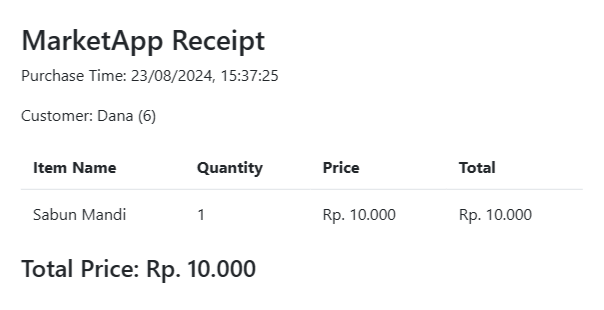 MarketApp Receipt
Purchase Time: 23/08/2024, 15:37:25
Customer: Dana (6)
Item Name Quantity Price Total
Sabun Mandi 1 Rp. 10.000 Rp. 10.000
Total Price: Rp. 10.000